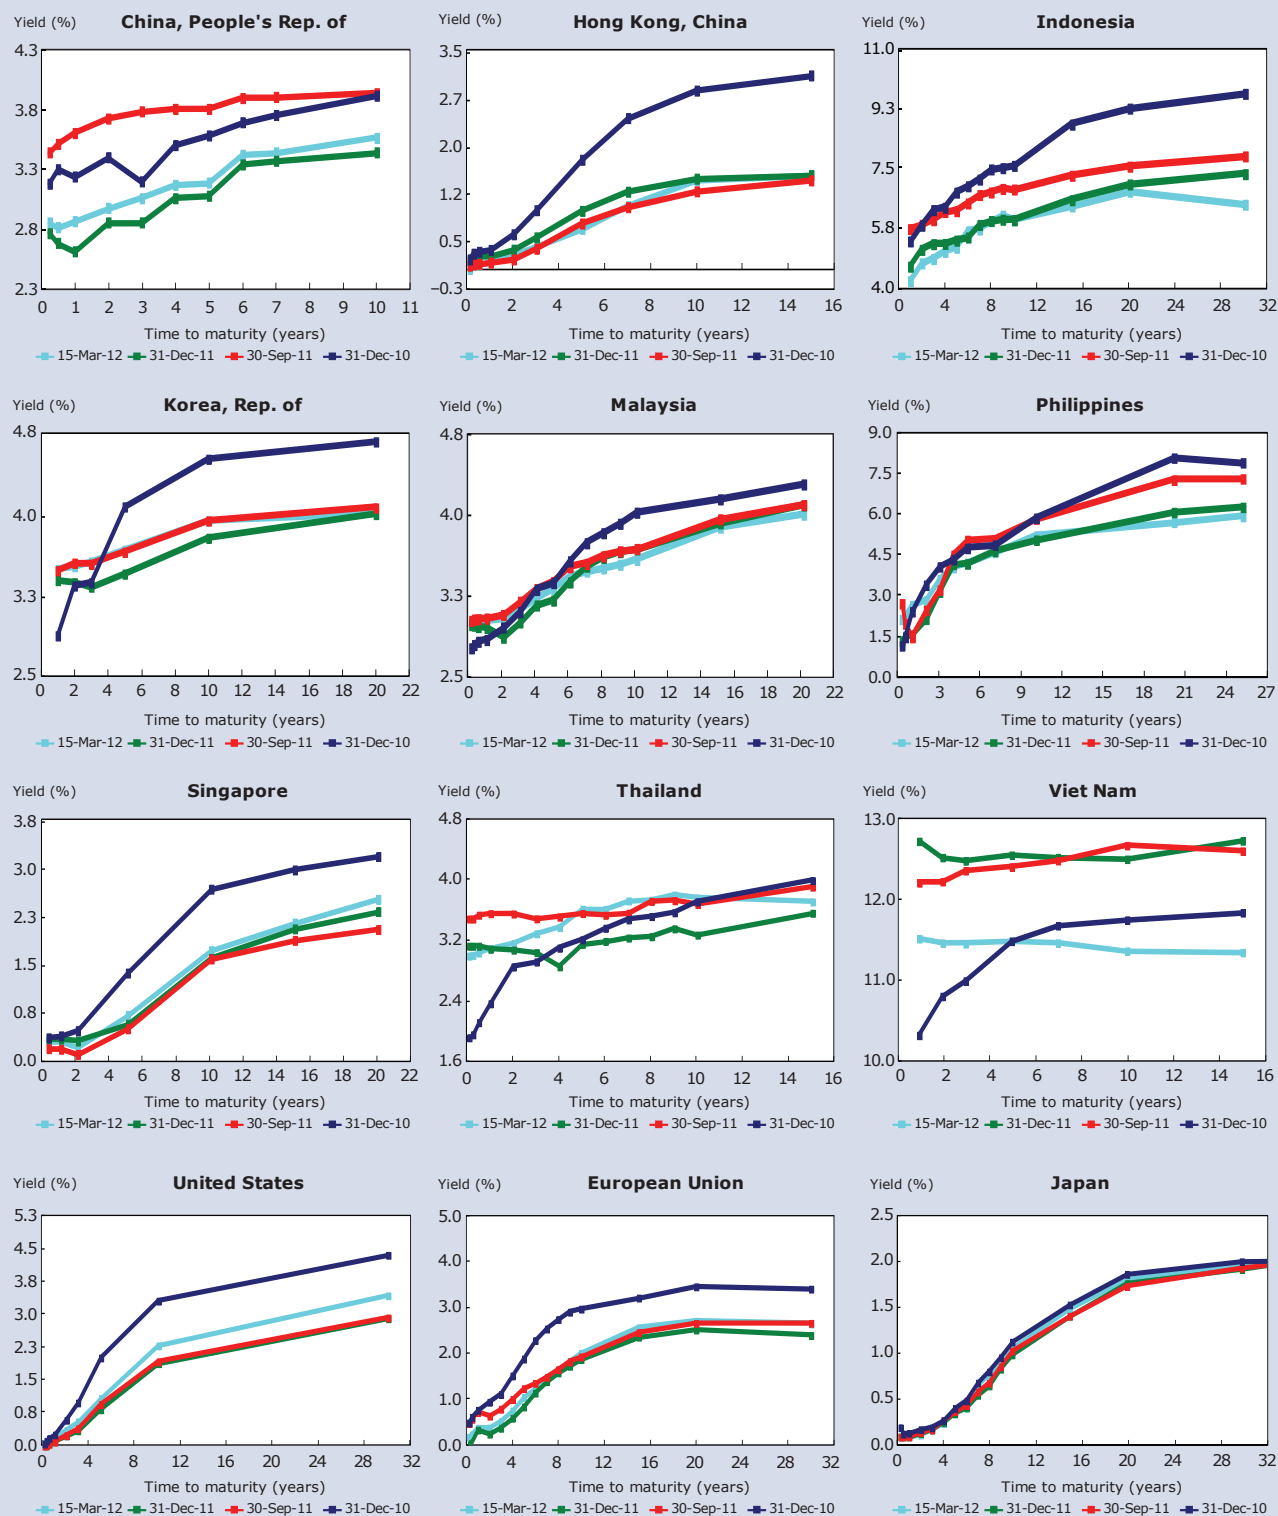 Yield (%) China, People's Rep. of
4.3
3.8
3.3
2.8
2.3
0 1 2 3 4 5 6 7 8 9 10 11
Time to maturity (years)
15-Mar-12 31-Dec-11 30-Sep-11 31-Dec-10
Yield (%) Hong Kong, China
3.5
2.7
2.0
1.2
0.5
−0.3
0 2 4 6 8 10 12 14 16
Time to maturity (years)
15-Mar-12 31-Dec-11 30-Sep-11 31-Dec-10
Yield (%) Indonesia
11.0
9.3
7.5
5.8
4.0
0 4 8 12 16 20 24 28 32
Time to maturity (years)
15-Mar-12 31-Dec-11 30-Sep-11 31-Dec-10
Yield (%) Korea, Rep. of
4.8
4.0
3.3
2.5
0 2 4 6 8 10 12 14 16 18 20 22
Time to maturity (years)
15-Mar-12 31-Dec-11 30-Sep-11 31-Dec-10
Yield (%) Malaysia
4.8
4.0
3.3
2.5
0 2 4 6 8 10 12 14 16 18 20 22
Time to maturity (years)
15-Mar-12 31-Dec-11 30-Sep-11 31-Dec-10
Yield (%) Philippines
9.0
7.5
6.0
4.5
3.0
1.5
0.0
0 3 6 9 12 15 18 21 24 27
Time to maturity (years)
15-Mar-12 31-Dec-11 30-Sep-11 31-Dec-10
Yield (%) Singapore
3.8
3.0
2.3
1.5
0.8
0.0
0 2 4 6 8 10 12 14 16 18 20 22
Time to maturity (years)
15-Mar-12 31-Dec-11 30-Sep-11 31-Dec-10
Yield (%) Thailand
4.8
4.0
3.2
2.4
1.6
0 2 4 6 8 10 12 14 16
Time to maturity (years)
15-Mar-12 31-Dec-11 30-Sep-11 31-Dec-10
Yield (%) Viet Nam
13.0
12.0
11.0
10.0
0 2 4 6 8 10 12 14 16
Time to maturity (years)
15-Mar-12 31-Dec-11 30-Sep-11 31-Dec-10
Yield (%) United States
5.3
4.5
3.8
3.0
2.3
1.5
0.8
0.0
0 4 8 12 16 20 24 28 32
Time to maturity (years)
15-Mar-12 31-Dec-11 30-Sep-11 31-Dec-10
Yield (%) European Union
5.0
4.0
3.0
2.0
1.0
0.0
0 4 8 12 16 20 24 28 32
Time to maturity (years)
15-Mar-12 31-Dec-11 30-Sep-11 31-Dec-10
Yield (%) Japan
2.5
2.0
1.5
1.0
0.5
0.0
0 4 8 12 16 20 24 28 32
Time to maturity (years)
15-Mar-12 31-Dec-11 30-Sep-11 31-Dec-10